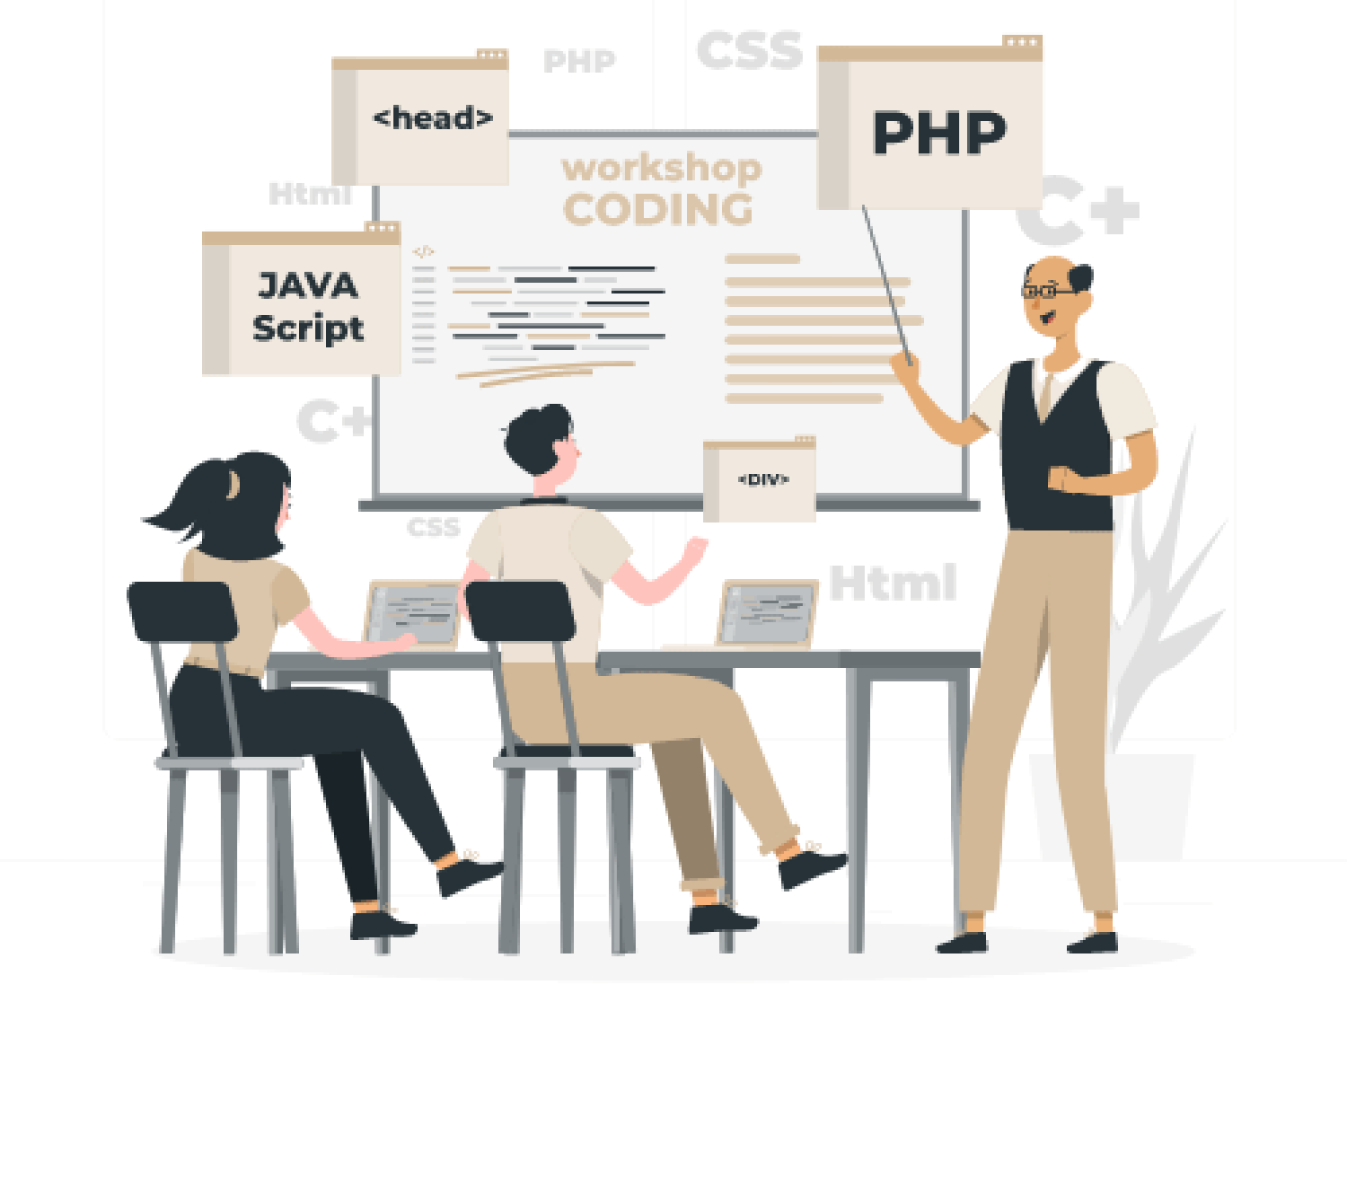 PHP
CSS
<head>
PHP
workshop
CODING
Html
C+
JAVA
Script
</>
C+
<DIV>
CSS
Html